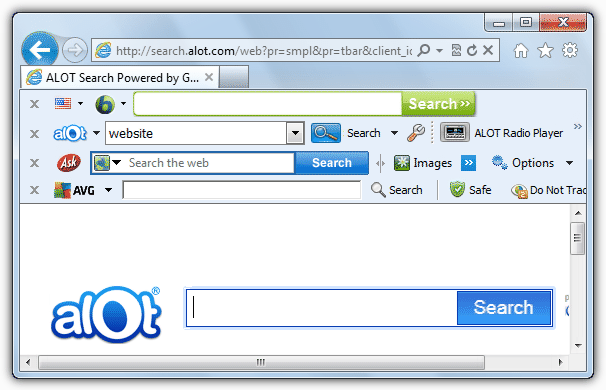 http://search.alot.com/web?pr=smpl&pr=tbar&client_ic
ALOT Search Powered by G...
b Search >>
alot website Search ALOT Radio Player »
Ask Search the web Search Images » Options
AVG Search Safe Do Not Trac
alot® Search